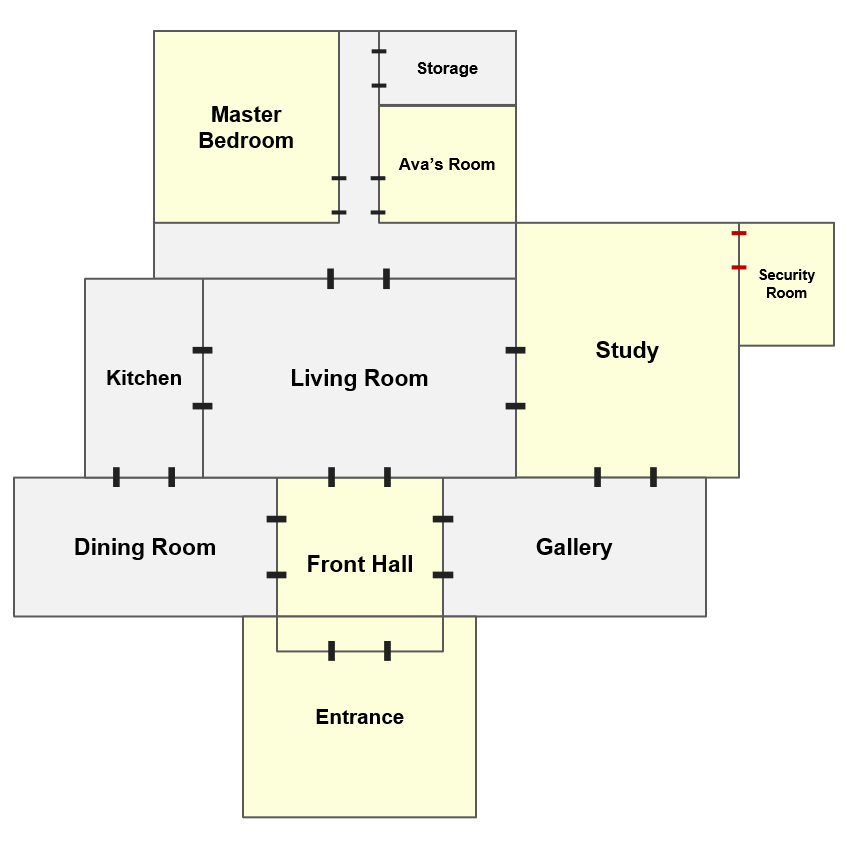 Storage
Master
Bedroom
Ava’s Room
Security
Room
Study
Kitchen
Living Room
Dining Room
Front Hall
Gallery
Entrance